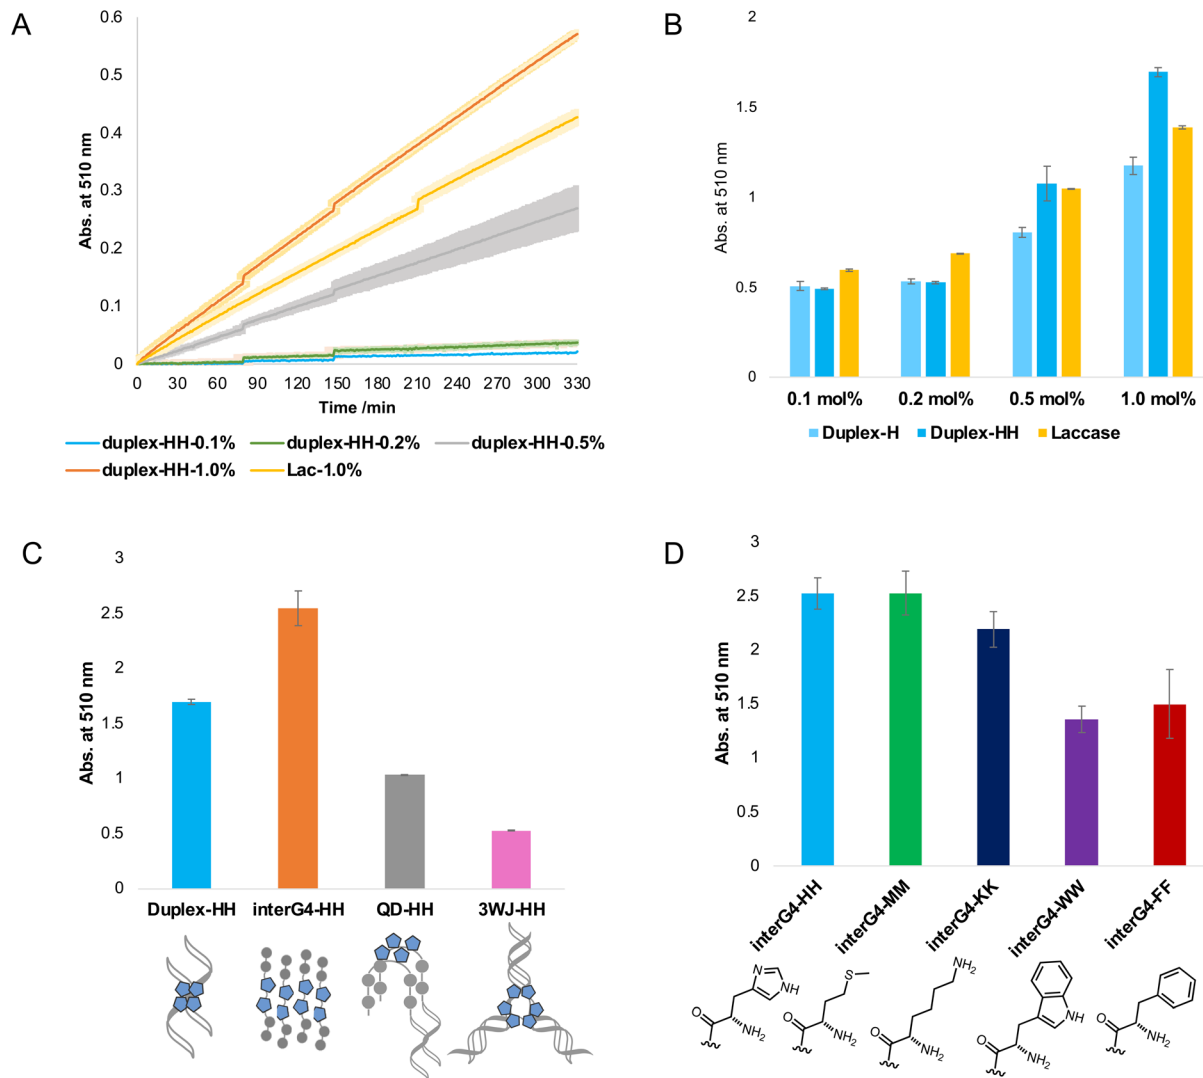 A
0.6
0.5
0.4
0.3
0.2
0.1
0
Abs. at 510 nm
0 30 60 90 120 150 180 210 240 270 300 330
Time /min
duplex-HH-0.1% duplex-HH-0.2% duplex-HH-0.5%
duplex-HH-1.0% Lac-1.0%
B
2
1.5
1
0.5
0
Abs. at 510 nm
0.1 mol% 0.2 mol% 0.5 mol% 1.0 mol%
Duplex-H Duplex-HH Laccase
C
3
2.5
2
1.5
1
0.5
0
Abs. at 510 nm
Duplex-HH interG4-HH QD-HH 3WJ-HH
D
3
2.5
2
1.5
1
0.5
0
Abs. at 510 nm
interG4-HH interG4-MM interG4-KK interG4-WW interG4-FF
N NH O NH2
S O NH2
NH2 O NH2
NH O NH2
O NH2